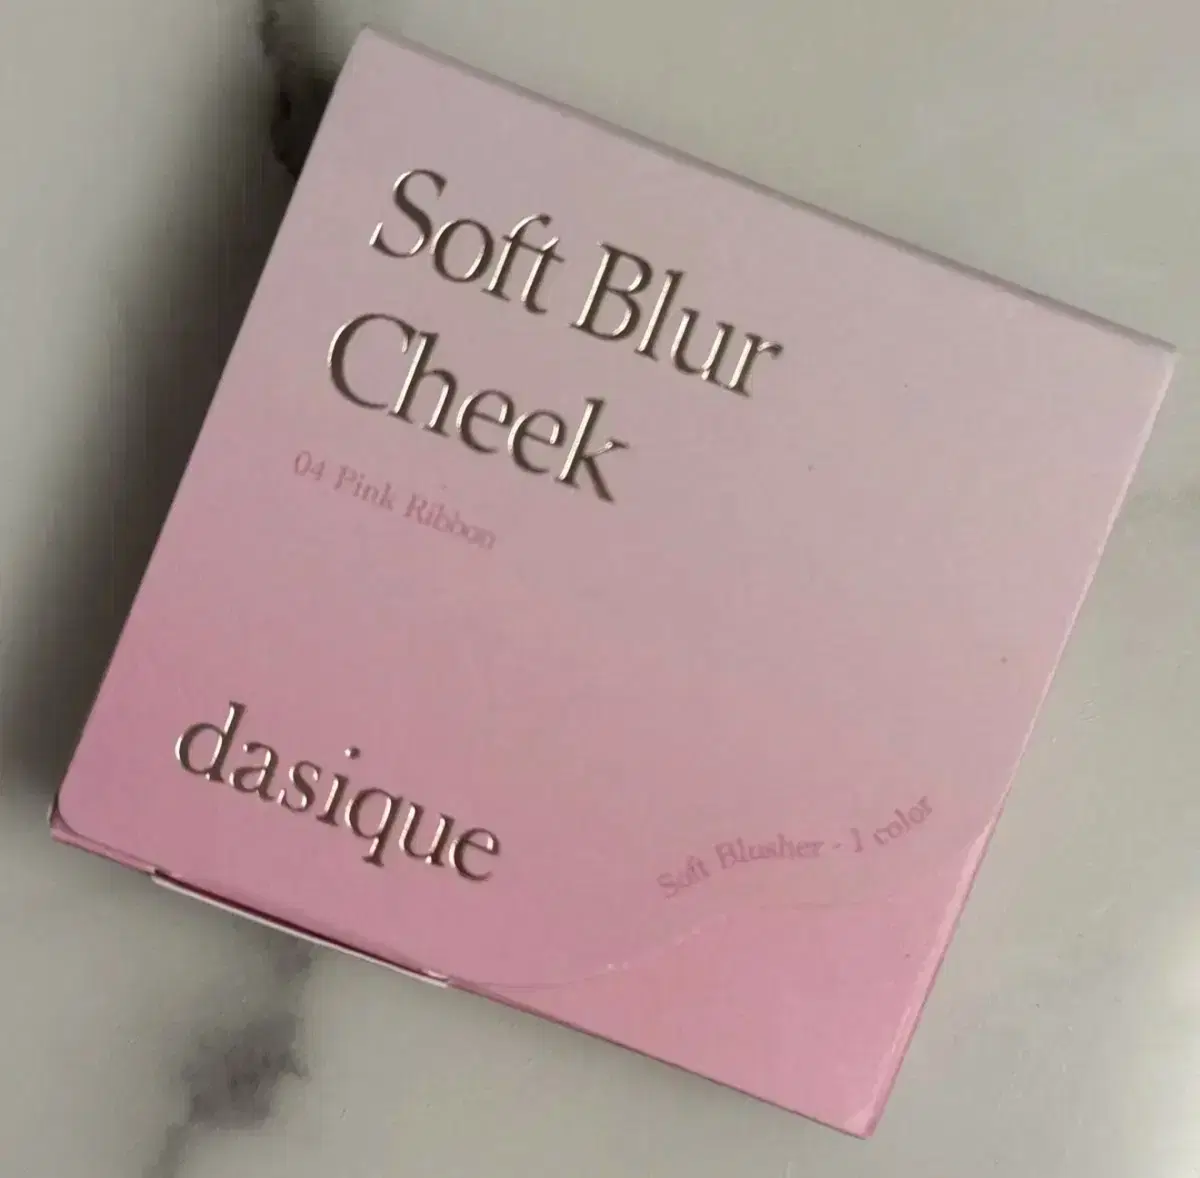 Soft Blur
Cheek
04 Pink Ribbon
dasique
Soft Blusher - 1 color